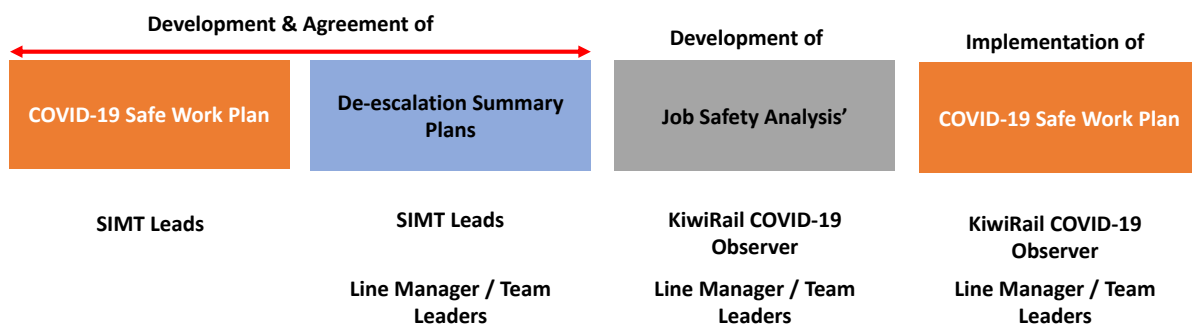 Development & Agreement of
Development of
Implementation of
COVID-19 Safe Work Plan
De-escalation Summary
Plans
Job Safety Analysis’
COVID-19 Safe Work Plan
SIMT Leads
SIMT Leads
Line Manager / Team
Leaders
KiwiRail COVID-19
Observer
Line Manager / Team
Leaders
KiwiRail COVID-19
Observer
Line Manager / Team
Leaders